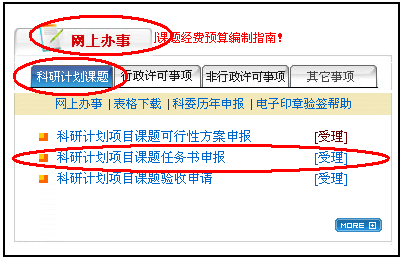 网上办事 课题经费预算编制指南!
科研计划课题 行政许可事项 非行政许可事项 其它事项
网上办事 | 表格下载 | 科委历年申报 | 电子印章验签帮助
科研计划项目课题可行性方案申报 [受理]
科研计划项目课题任务书申报 [受理]
科研计划项目课题验收申请 [受理]
MORE